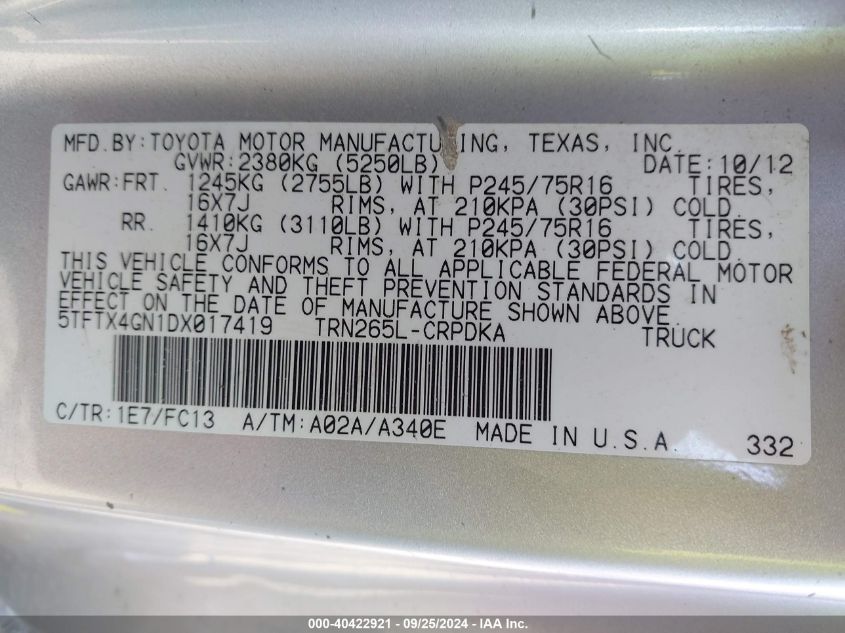 MFD.BY:TOYOTA MOTOR MANUFACTURING, TEXAS, INC.
GVWR:2380KG (5250LB) DATE:10/12
GAWR:FRT. 1245KG (2755LB) WITH P245/75R16 TIRES,
16X7J RIMS, AT 210KPA (30PSI) COLD.
RR. 1410KG (3110LB) WITH P245/75R16 TIRES,
16X7J RIMS, AT 210KPA (30PSI) COLD.
THIS VEHICLE CONFORMS TO ALL APPLICABLE FEDERAL MOTOR
VEHICLE SAFETY AND THEFT PREVENTION STANDARDS IN
EFFECT ON THE DATE OF MANUFACTURE SHOWN ABOVE.
5TFTX4GN1DX017419 TRN265L-CRPDKA TRUCK
C/TR:1E7/FC13 A/TM:A02A/A340E MADE IN U.S.A. 332
000-40422921 - 09/25/2024 - IAA Inc.